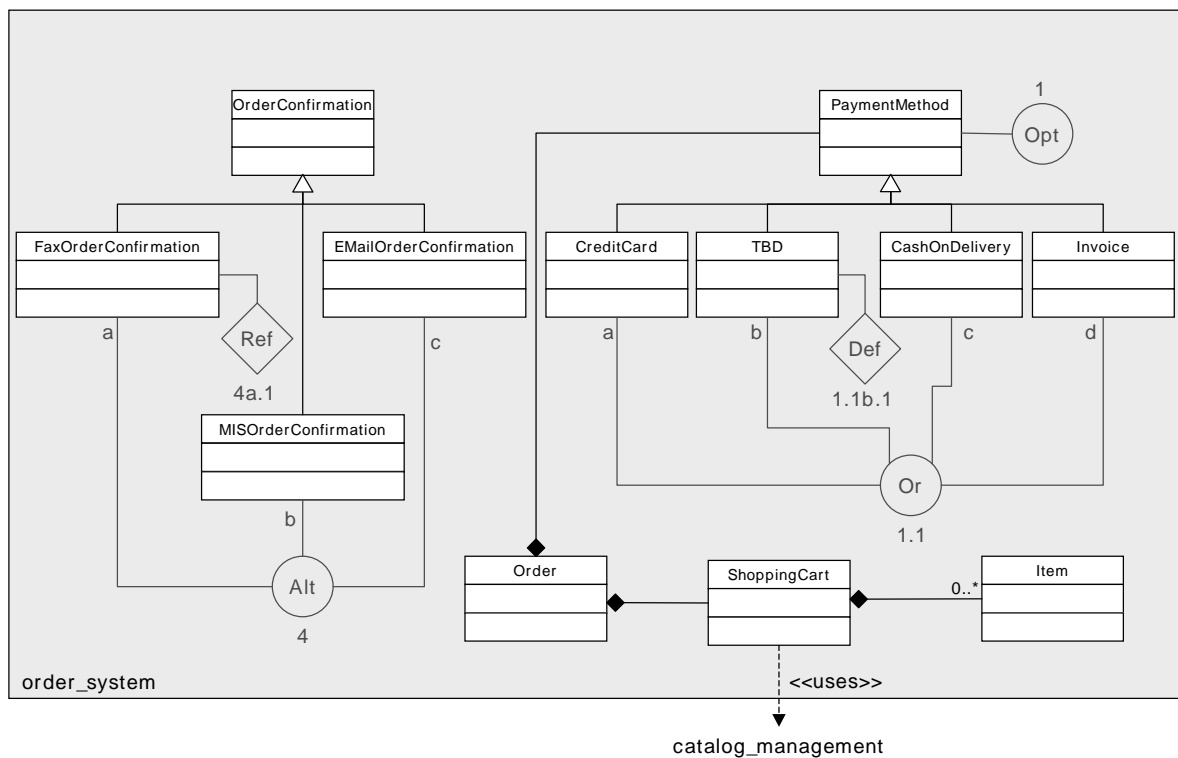 1
OrderConfirmation
PaymentMethod
Opt
FaxOrderConfirmation
EMailOrderConfirmation
CreditCard
TBD
CashOnDelivery
Invoice
a
c
a
b
c
d
Ref
Def
4a.1
1.1b.1
MISOrderConfirmation
Or
b
1.1
Order
ShoppingCart
Item
Alt
0..*
4
order_system
<<uses>>
catalog_management